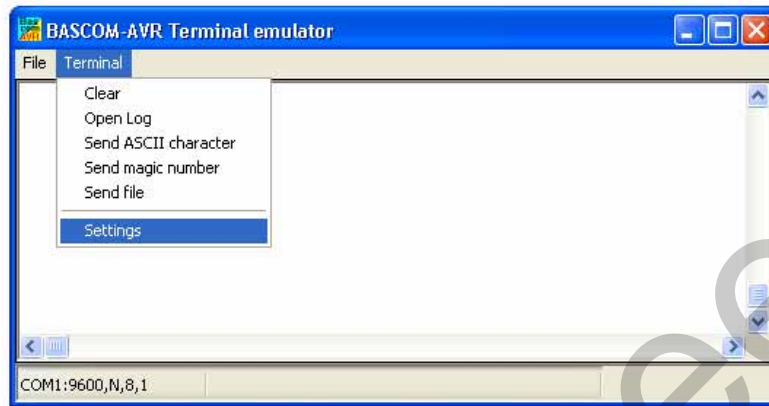 BASCOM-AVR Terminal emulator
File Terminal
Clear
Open Log
Send ASCII character
Send magic number
Send file
Settings
COM1:9600,N,8,1